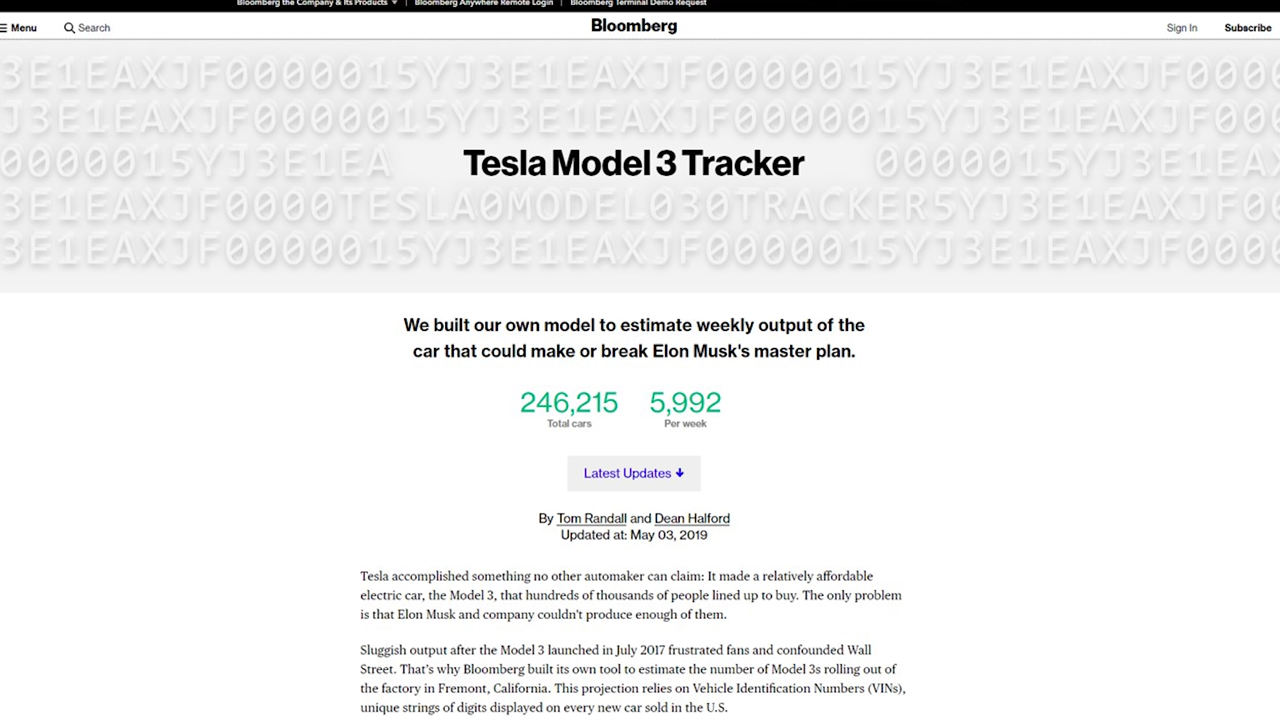 Bloomberg the Company & Its Products ▼ | Bloomberg Anywhere Remote Login | Bloomberg Terminal Demo Request
Menu Search Bloomberg Sign In Subscribe
3E1EAXJF0000015YJ3E1EAXJF0000015YJ3E1EAXJF0000
J3E1EAXJF0000015YJ3E1EAXJF0000015YJ3E1EAXJF000
0000015YJ3E1EA Tesla Model 3 Tracker 0000015YJ3E1EAX
3E1EAXJF0000TESLA0MODEL030TRACKER5YJ3E1EAXJF00
3E1EAXJF0000015YJ3E1EAXJF0000015YJ3E1EAXJF0000
We built our own model to estimate weekly output of the
car that could make or break Elon Musk's master plan.
246,215 5,992
Total cars Per week
Latest Updates ↓
By Tom Randall and Dean Halford
Updated at: May 03, 2019
Tesla accomplished something no other automaker can claim: It made a relatively affordable
electric car, the Model 3, that hundreds of thousands of people lined up to buy. The only problem
is that Elon Musk and company couldn't produce enough of them.
Sluggish output after the Model 3 launched in July 2017 frustrated fans and confounded Wall
Street. That's why Bloomberg built its own tool to estimate the number of Model 3s rolling out of
the factory in Fremont, California. This projection relies on Vehicle Identification Numbers (VINs),
unique strings of digits displayed on every new car sold in the U.S.